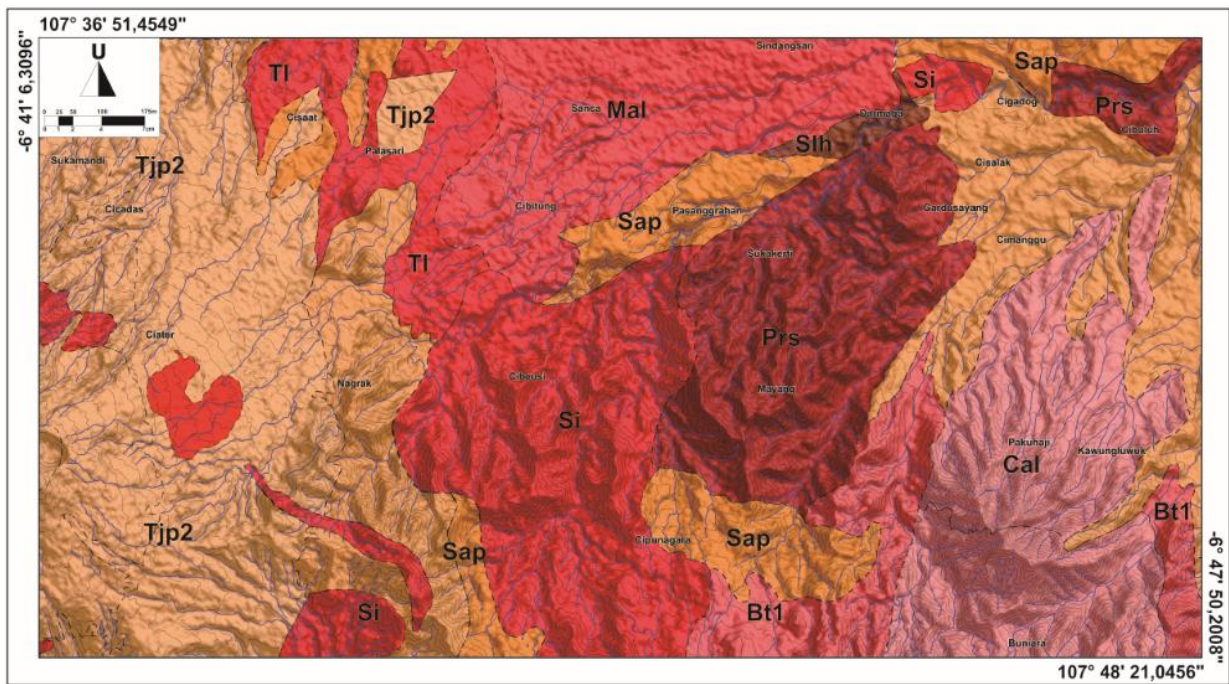 107° 36' 51,4549"
-6° 41' 6,3096"
U
Sindangsari
Sap
Tl
Si
Cigadog
Prs
Cisaat
Tjp2
Sanca
Mal
Darmaga
Cibuluh
Sukamandi
Tjp2
Palasari
Slh
Cisalak
Cicadas
Cibitung
Sap
Pasanggrahan
Gardusayang
Cimanggu
Tl
Sukakerti
Ciater
Prs
Nagrak
Cibeusi
Mayang
Si
Pakuhaji
Kawungluwuk
Cal
Bt1
Tjp2
Sap
Cipunagara
Sap
Si
Bt1
Buniara
-6° 47' 50,2008"
107° 48' 21,0456"